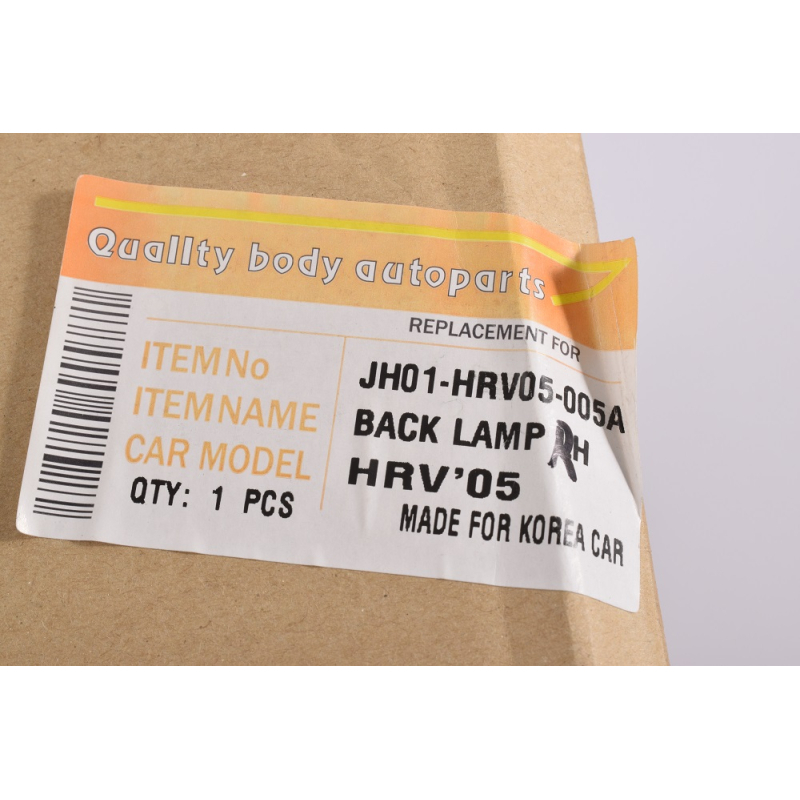 Quallty body autoparts
REPLACEMENT FOR
ITEM No JH01-HRV05-005A
ITEM NAME BACK LAMP RH
CAR MODEL HRV'05
QTY: 1 PCS MADE FOR KOREA CAR